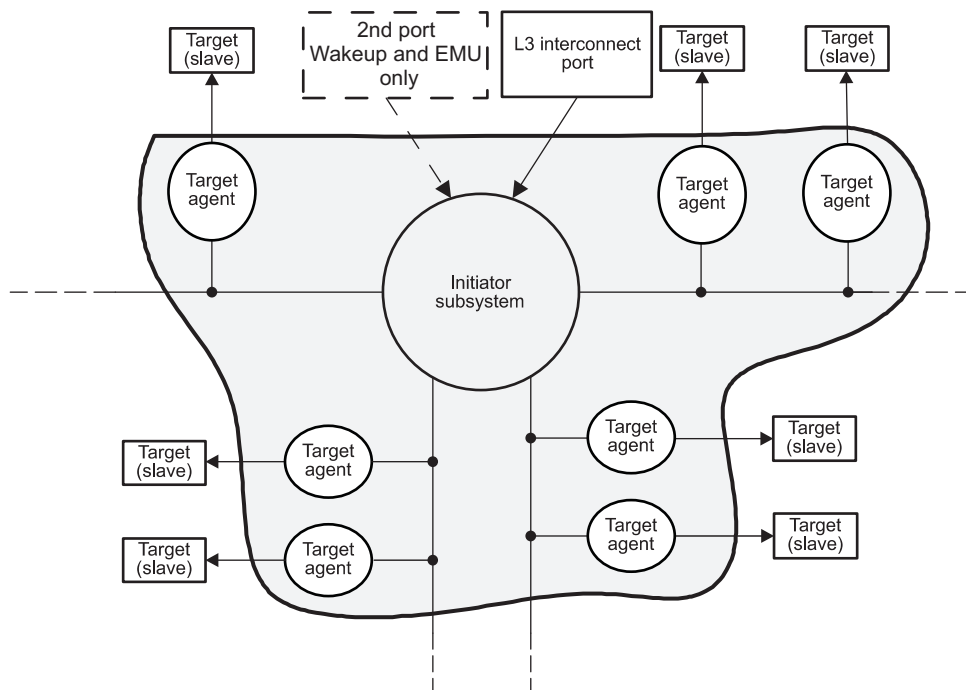 Target
(slave)
2nd port
Wakeup and EMU
only
L3 interconnect
port
Target
(slave)
Target
(slave)
Target
agent
Target
agent
Target
agent
Initiator
subsystem
Target
(slave)
Target
agent
Target
agent
Target
(slave)
Target
(slave)
Target
agent
Target
agent
Target
(slave)